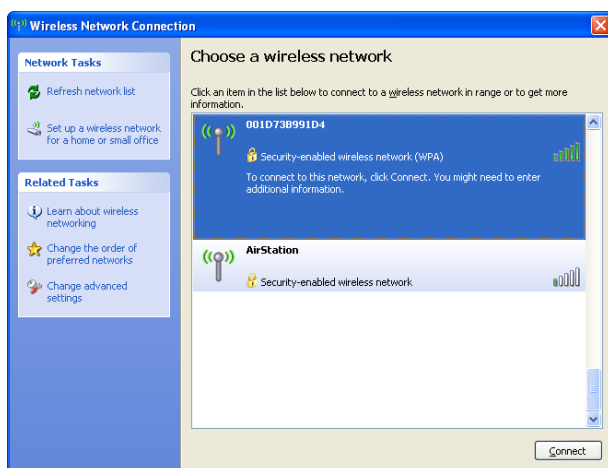 Wireless Network Connection
Network Tasks
Refresh network list
Set up a wireless network
for a home or small office
Related Tasks
Learn about wireless
networking
Change the order of
preferred networks
Change advanced
settings
Choose a wireless network
Click an item in the list below to connect to a wireless network in range or to get more
information.
001D73B991D4
Security-enabled wireless network (WPA)
To connect to this network, click Connect. You might need to enter
additional information.
AirStation
Security-enabled wireless network
Connect